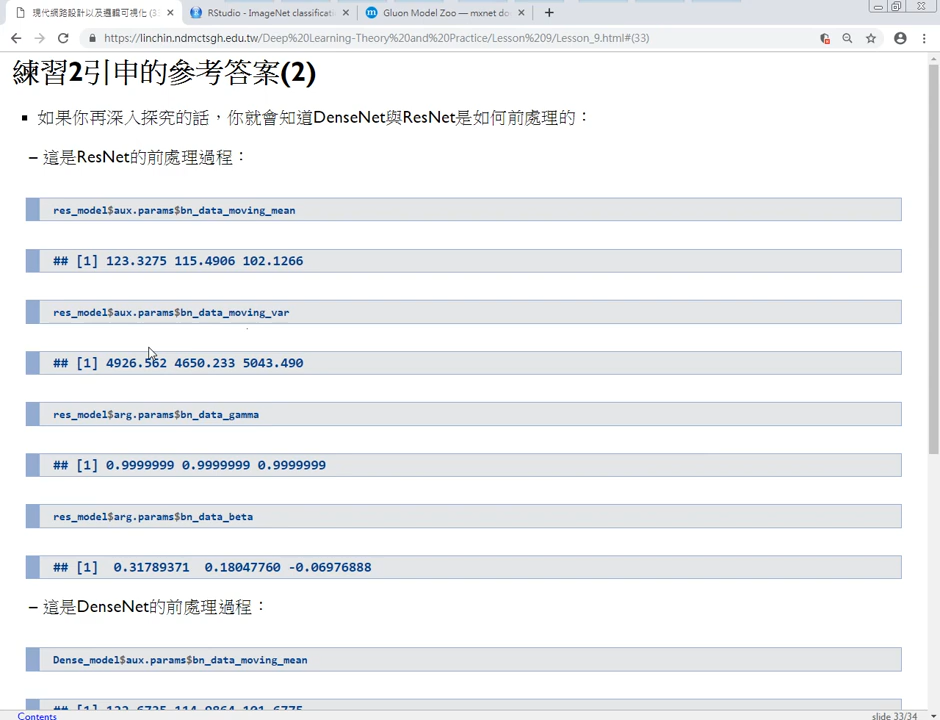 現代網路設計以及邏輯可視化 (3
RStudio - ImageNet classificati
Gluon Model Zoo — mxnet do
https://linchin.ndmctsgh.edu.tw/Deep%20Learning-Theory%20and%20Practice/Lesson%209/Lesson_9.html#(33)
練習2引申的參考答案(2)
如果你再深入探究的話，你就會知道DenseNet與ResNet是如何前處理的：
– 這是ResNet的前處理過程：
res_model$aux.params$bn_data_moving_mean
## [1] 123.3275 115.4906 102.1266
res_model$aux.params$bn_data_moving_var
## [1] 4926.562 4650.233 5043.490
res_model$arg.params$bn_data_gamma
## [1] 0.9999999 0.9999999 0.9999999
res_model$arg.params$bn_data_beta
## [1]  0.31789371  0.18047760 -0.06976888
– 這是DenseNet的前處理過程：
Dense_model$aux.params$bn_data_moving_mean
## [1] 122.6735 114.9864 101.6775
Contents
slide 33/34